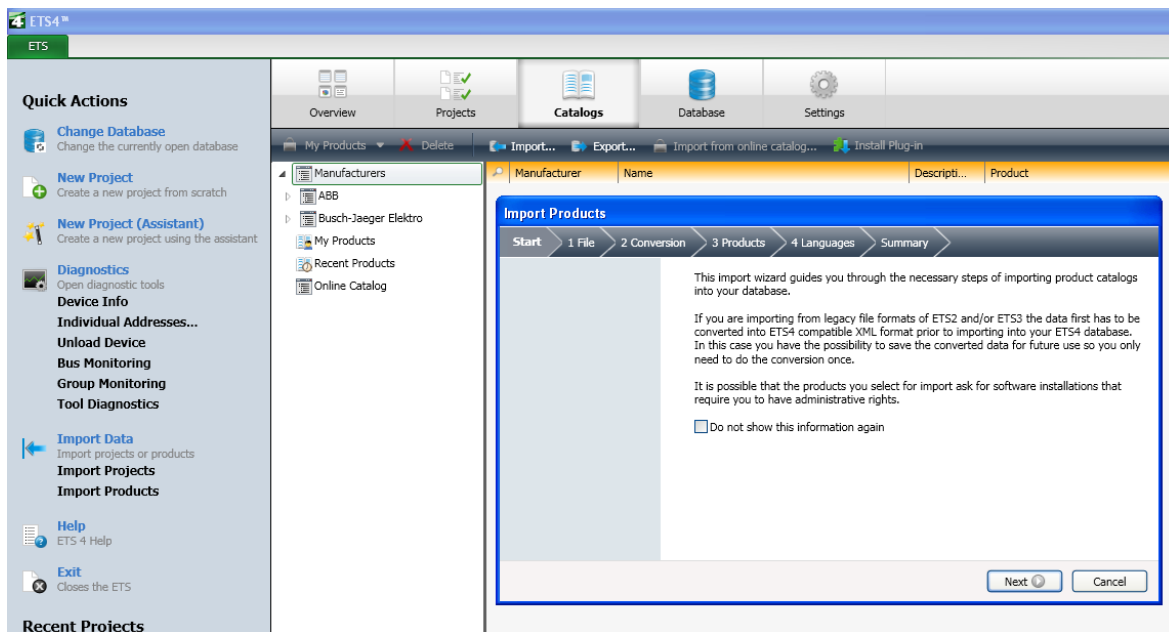 ETS4™
ETS
Quick Actions
Change Database
Change the currently open database
New Project
Create a new project from scratch
New Project (Assistant)
Create a new project using the assistant
Diagnostics
Open diagnostic tools
Device Info
Individual Addresses...
Unload Device
Bus Monitoring
Group Monitoring
Tool Diagnostics
Import Data
Import projects or products
Import Projects
Import Products
Help
ETS 4 Help
Exit
Closes the ETS
Recent Projects
Overview
Projects
Catalogs
Database
Settings
My Products Delete Import... Export... Import from online catalog... Install Plug-in
Manufacturers
ABB
Busch-Jaeger Elektro
My Products
Recent Products
Online Catalog
Manufacturer Name Descripti... Product
Import Products
Start 1 File 2 Conversion 3 Products 4 Languages Summary
This import wizard guides you through the necessary steps of importing product catalogs
into your database.
If you are importing from legacy file formats of ETS2 and/or ETS3 the data first has to be
converted into ETS4 compatible XML format prior to importing into your ETS4 database.
In this case you have the possibility to save the converted data for future use so you only
need to do the conversion once.
It is possible that the products you select for import ask for software installations that
require you to have administrative rights.
Do not show this information again
Next Cancel